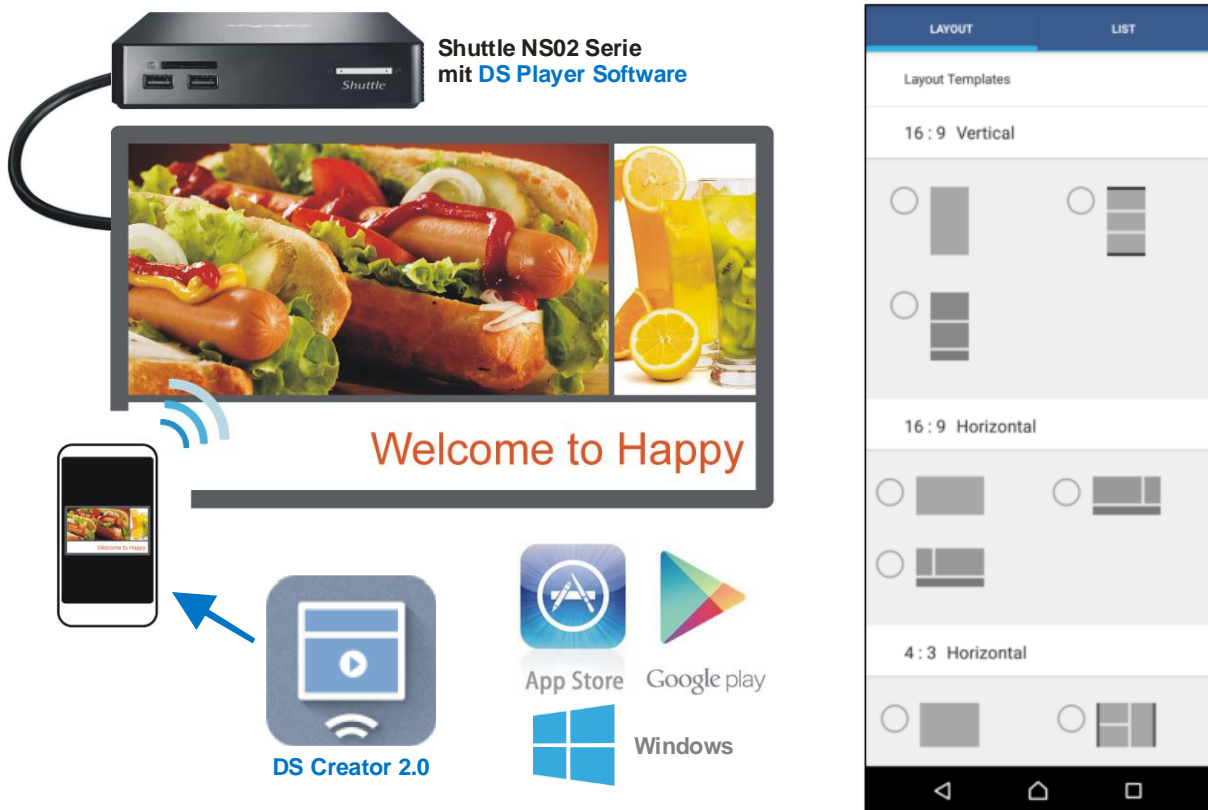 Shuttle NS02 Serie
mit DS Player Software
Shuttle
Welcome to Happy
Welcome to Happy
DS Creator 2.0
App Store
Google play
Windows
LAYOUT LIST
Layout Templates
16 : 9 Vertical
16 : 9 Horizontal
4 : 3 Horizontal